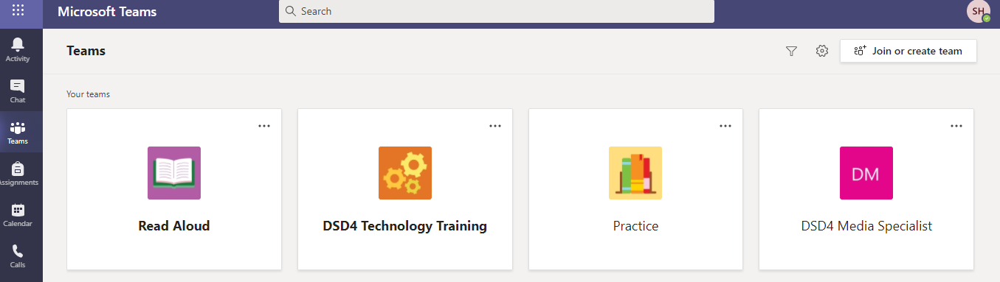 Microsoft Teams
Search
SH
Activity
Chat
Teams
Assignments
Calendar
Calls
Teams
Join or create team
Your teams
Read Aloud
DSD4 Technology Training
Practice
DM
DSD4 Media Specialist